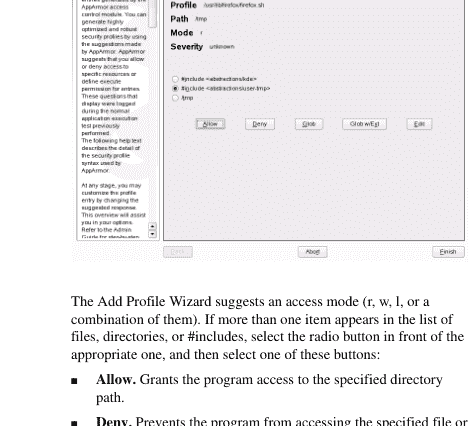 AppArmor access
control module. You can
generate highly
optimized and robust
security profiles by using
the suggestions made
by AppArmor. AppArmor
suggests that you allow
or deny access to
specific resources or
define execute
permission for entries.
These questions that
display were logged
during the normal
application execution
test previously
performed.
The following help text
describes the detail of
the security profile
syntax used by
AppArmor.
At any stage, you may
customize the profile
entry by changing the
suggested response.
This overview will assist
you in your options.
Refer to the Admin
Profile /usr/lib/firefox/firefox.sh
Path /tmp
Mode r
Severity unknown
#include <abstractions/kde>
#include <abstractions/user-tmp>
/tmp
Allow Deny Glob Glob w/Ext Edit
Abort Finish
The Add Profile Wizard suggests an access mode (r, w, l, or a
combination of them). If more than one item appears in the list of
files, directories, or #includes, select the radio button in front of the
appropriate one, and then select one of these buttons:
■ Allow. Grants the program access to the specified directory
path.
■ Deny. Prevents the program from accessing the specified file or